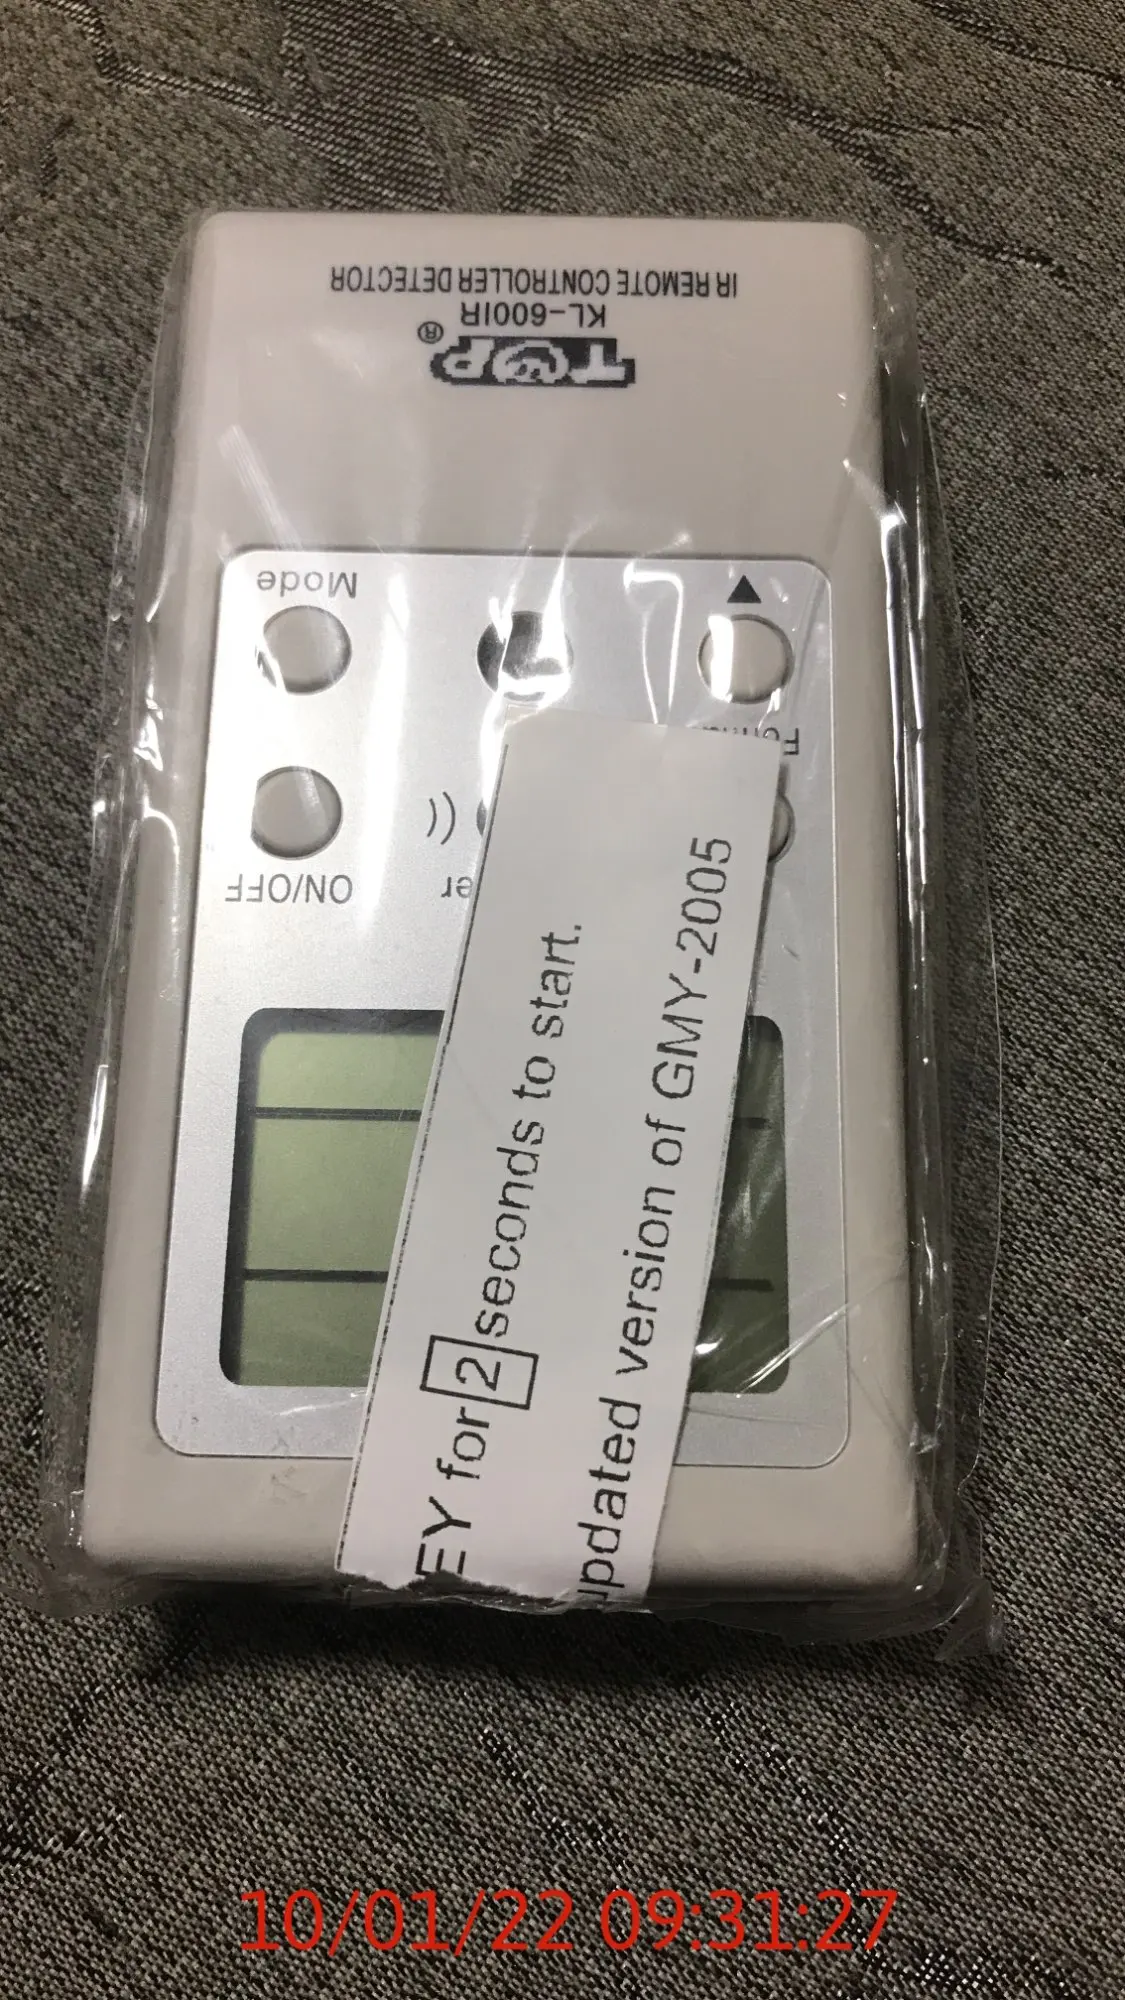 IR REMOTE CONTROLLER DETECTOR
KL-600IR
TOP®
Mode
ON/OFF
er
EY for 2 seconds to start.
updated version of GMY-2005
10/01/22 09:31:27